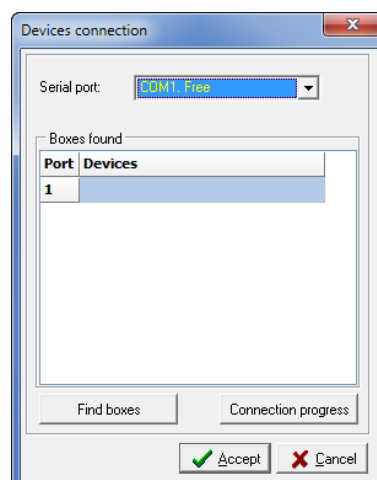 Devices connection
Serial port: COM1. Free
Boxes found
Port Devices
1
Find boxes Connection progress
Accept Cancel